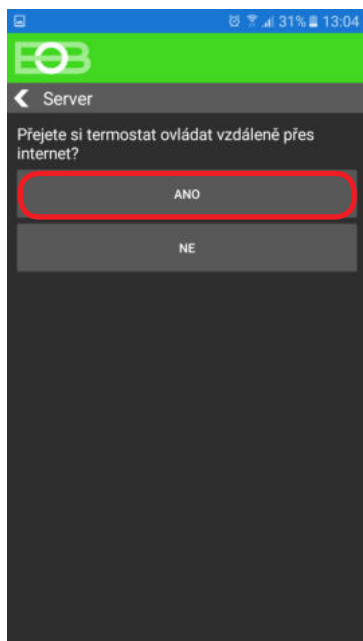 31% 13:04
EOB
Server
Přejete si termostat ovládat vzdáleně přes
internet?
ANO
NE